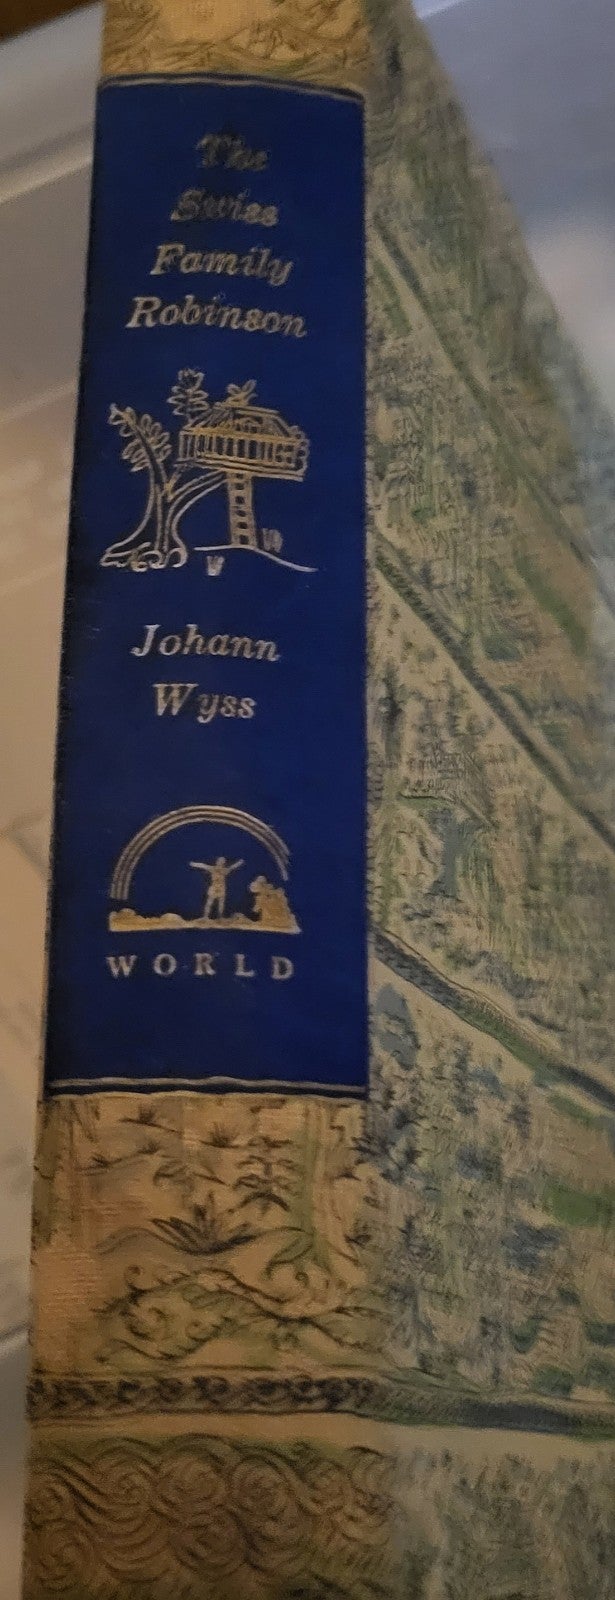 The
Swiss
Family
Robinson
Johann
Wyss
WORLD